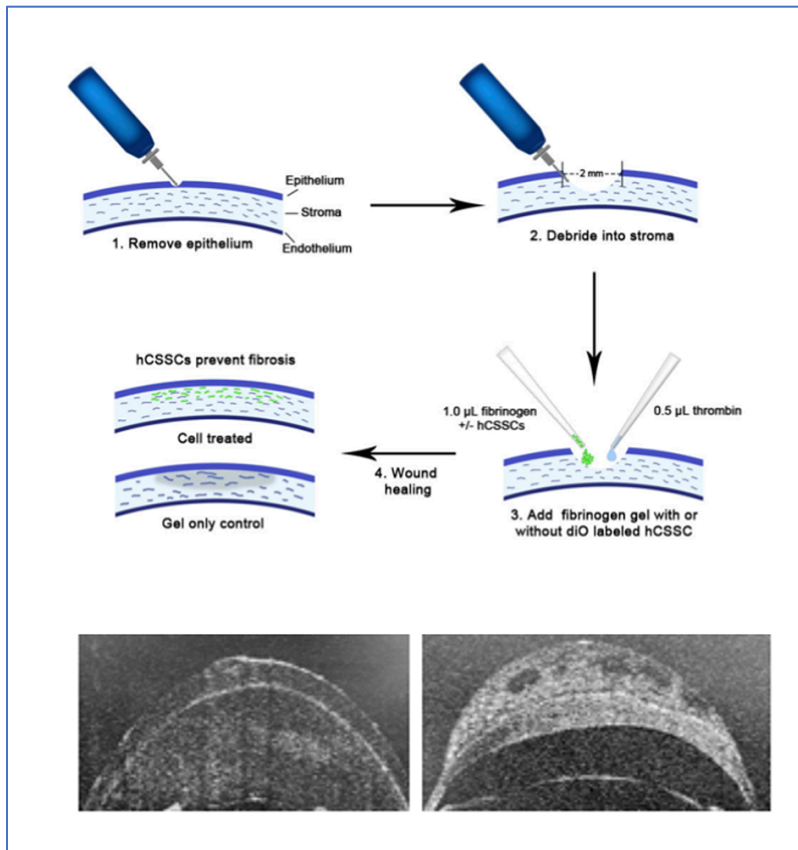 Epithelium
Stroma
Endothelium
1. Remove epithelium
2 mm
2. Debride into stroma
hCSSCs prevent fibrosis
Cell treated
Gel only control
4. Wound
healing
1.0 µL fibrinogen
+/- hCSSCs
0.5 µL thrombin
3. Add fibrinogen gel with or
without diO labeled hCSSC